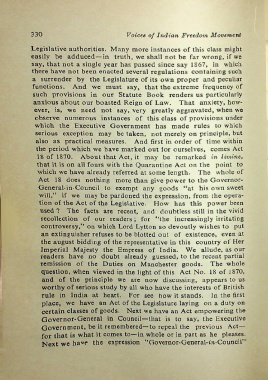 330 Voices of Indian Freedom Movement
Legislative authorities. Many more instances of this class might
easily be adduced—in truth, we shall not be far wrong, if we
say, that not a single year has passed since say 1867, in which
there have not been enacted several regulations containing such
a surrender by the Legislature of its own proper and peculiar
functions. And we must say, that the extreme frequency of
such provisions in our Statute Book renders us particularly
anxious about our boasted Reign of Law. That anxiety, how-
ever, is, we need not say, very greatly aggravated, when we
observe numerous instances of this class of provisions under
which the Executive Government has made rules to which
serious exception may be taken, not merely on principle, but
also as practical measures. And first in order of time within
the period which we have marked out for ourselves, comes Act
18 of 1870. About that Act, it may be remarked in limine,
that it is on all fours with the Quarantine Act on the point to
which we have already referred at some length. The whole of
Act 18 does nothing more than give power to the Governor-
General-in-Council to exempt any goods "at his own sweet
will," if we may be pardoned the expression, from the opera-
tion of the Act of the Legislature. How has this power been
used? The facts are recent, and doubtless still in the vivid
recollection of our readers; for "the increasingly irritating
controversy," on which Lord Lytton so devoutly wishes to put
an extinguisher refuses to be blotted out of existence, even at
the august bidding of the representative in this country of Her
Imperial Majesty the Empress of India. We allude, as our
readers have no doubt already guessed, to the recent partial
remission of the Duties on Manchester goods. The whole
question, when viewed in the light of this Act No. 18 of 1870,
and of the principle we are now discussing, appears to us
worthy of serious study by all who have the interests of British
rule in India at heart. For see how it stands. In the first
place, we have an Act of the Legislature laying on a duty on
certain classes of goods. Next we have an Act empowering the
Governor-General in Council—that is to say, the Executive
Government, be it remembered—to repeal the previous Act—
for that is what it comes to—in whole or in part as he pleases.
Next we have the expression "Governor-General-in-Council"